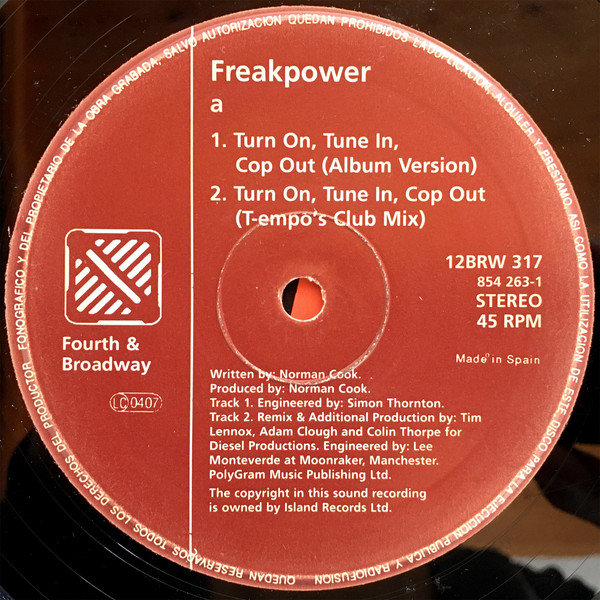 Freakpower
a
1. Turn On, Tune In,
Cop Out (Album Version)
2. Turn On, Tune In, Cop Out
(T-empo's Club Mix)
12BRW 317
854 263-1
STEREO
45 RPM
Made in Spain
Fourth &
Broadway
LC 0407
Written by: Norman Cook.
Produced by: Norman Cook.
Track 1. Engineered by: Simon Thornton.
Track 2. Remix & Additional Production by: Tim
Lennox, Adam Clough and Colin Thorpe for
Diesel Productions. Engineered by: Lee
Monteverde at Moonraker, Manchester.
PolyGram Music Publishing Ltd.
The copyright in this sound recording
is owned by Island Records Ltd.
QUEDAN RESERVADOS TODOS LOS DERECHOS DEL PRODUCTOR FONOGRAFICO Y DEL PROPIETARIO DE LA OBRA GRABADA, SALVO AUTORIZACION QUEDAN PROHIBIDOS LA DUPLICACION, ALQUILER Y PRESTAMO, ASI COMO LA UTILIZACION DE ESTE DISCO PARA LA EJECUCION PUBLICA Y RADIOFUSION